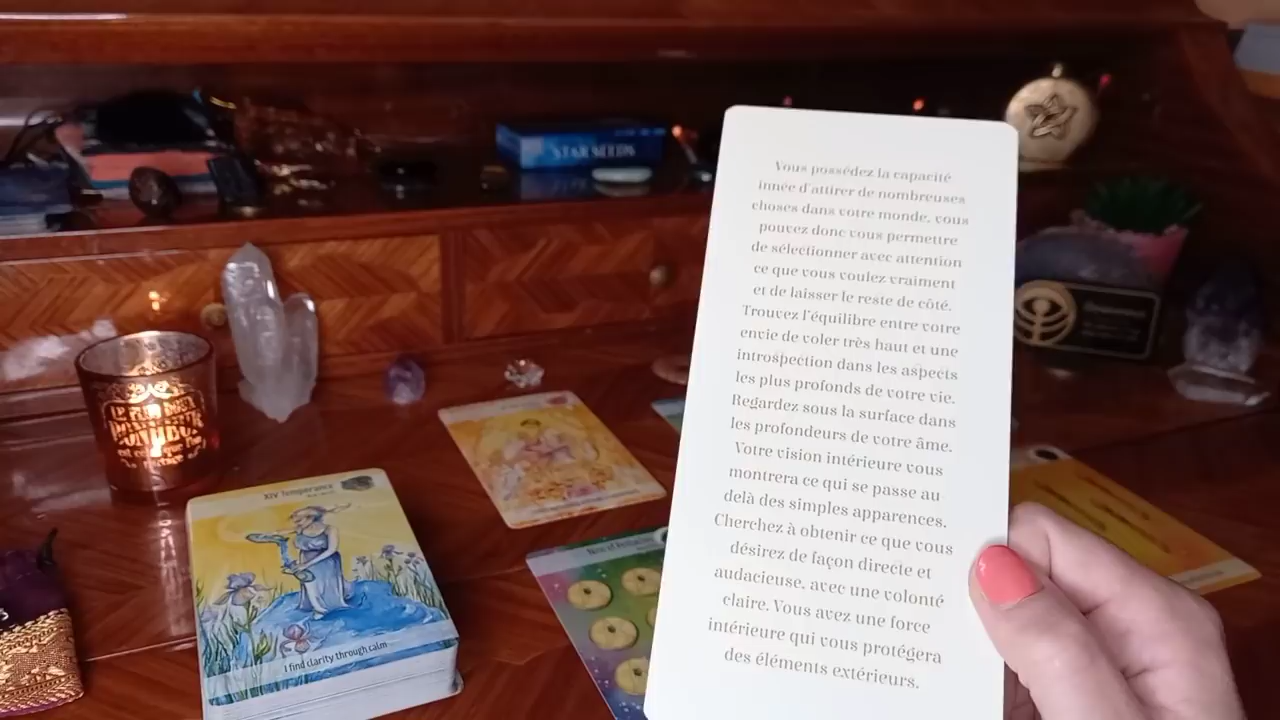 STAR SEEDS
Vous possédez la capacité
innée d'attirer de nombreuses
choses dans votre monde, vous
pouvez donc vous permettre
de sélectionner avec attention
ce que vous voulez vraiment
et de laisser le reste de côté.
Trouvez l'équilibre entre votre
envie de voler très haut et une
introspection dans les aspects
les plus profonds de votre vie.
Regardez sous la surface dans
les profondeurs de votre âme.
Votre vision intérieure vous
montrera ce qui se passe au
delà des simples apparences.
Cherchez à obtenir ce que vous
désirez de façon directe et
audacieuse, avec une volonté
claire. Vous avez une force
intérieure qui vous protégera
des éléments extérieurs.
XIV Temperance
I find clarity through calm
Nine of